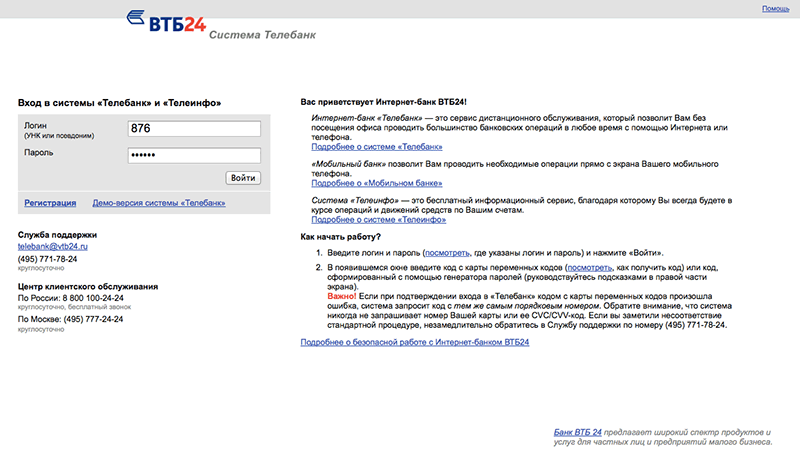 Помощь
ВТБ24 Система Телебанк
Вход в системы «Телебанк» и «Телеинфо»
Логин
(УНК или псевдоним)
876
Пароль
••••••
Войти
Регистрация Демо-версия системы «Телебанк»
Служба поддержки
telebank@vtb24.ru
(495) 771-78-24
круглосуточно
Центр клиентского обслуживания
По России: 8 800 100-24-24
круглосуточно, бесплатный звонок
По Москве: (495) 777-24-24
круглосуточно
Вас приветствует Интернет-банк ВТБ24!
Интернет-банк «Телебанк» — это сервис дистанционного обслуживания, который позволит Вам без
посещения офиса проводить большинство банковских операций в любое время с помощью Интернета или
телефона.
Подробнее о системе «Телебанк»
«Мобильный банк» позволит Вам проводить необходимые операции прямо с экрана Вашего мобильного
телефона.
Подробнее о «Мобильном банке»
Система «Телеинфо» — это бесплатный информационный сервис, благодаря которому Вы всегда будете в
курсе операций и движений средств по Вашим счетам.
Подробнее о системе «Телеинфо»
Как начать работу?
1. Введите логин и пароль (посмотреть, где указаны логин и пароль) и нажмите «Войти».
2. В появившемся окне введите код с карты переменных кодов (посмотреть, как получить код) или код,
сформированный с помощью генератора паролей (руководствуйтесь подсказками в правой части
экрана).
Важно! Если при подтверждении входа в «Телебанк» кодом с карты переменных кодов произошла
ошибка, система запросит код с тем же самым порядковым номером. Обратите внимание, что система
никогда не запрашивает номер Вашей карты или ее CVC/CVV-код. Если вы заметили несоответствие
стандартной процедуре, незамедлительно обратитесь в Службу поддержки по номеру (495) 771-78-24.
Подробнее о безопасной работе с Интернет-банком ВТБ24
Банк ВТБ 24 предлагает широкий спектр продуктов и
услуг для частных лиц и предприятий малого бизнеса.